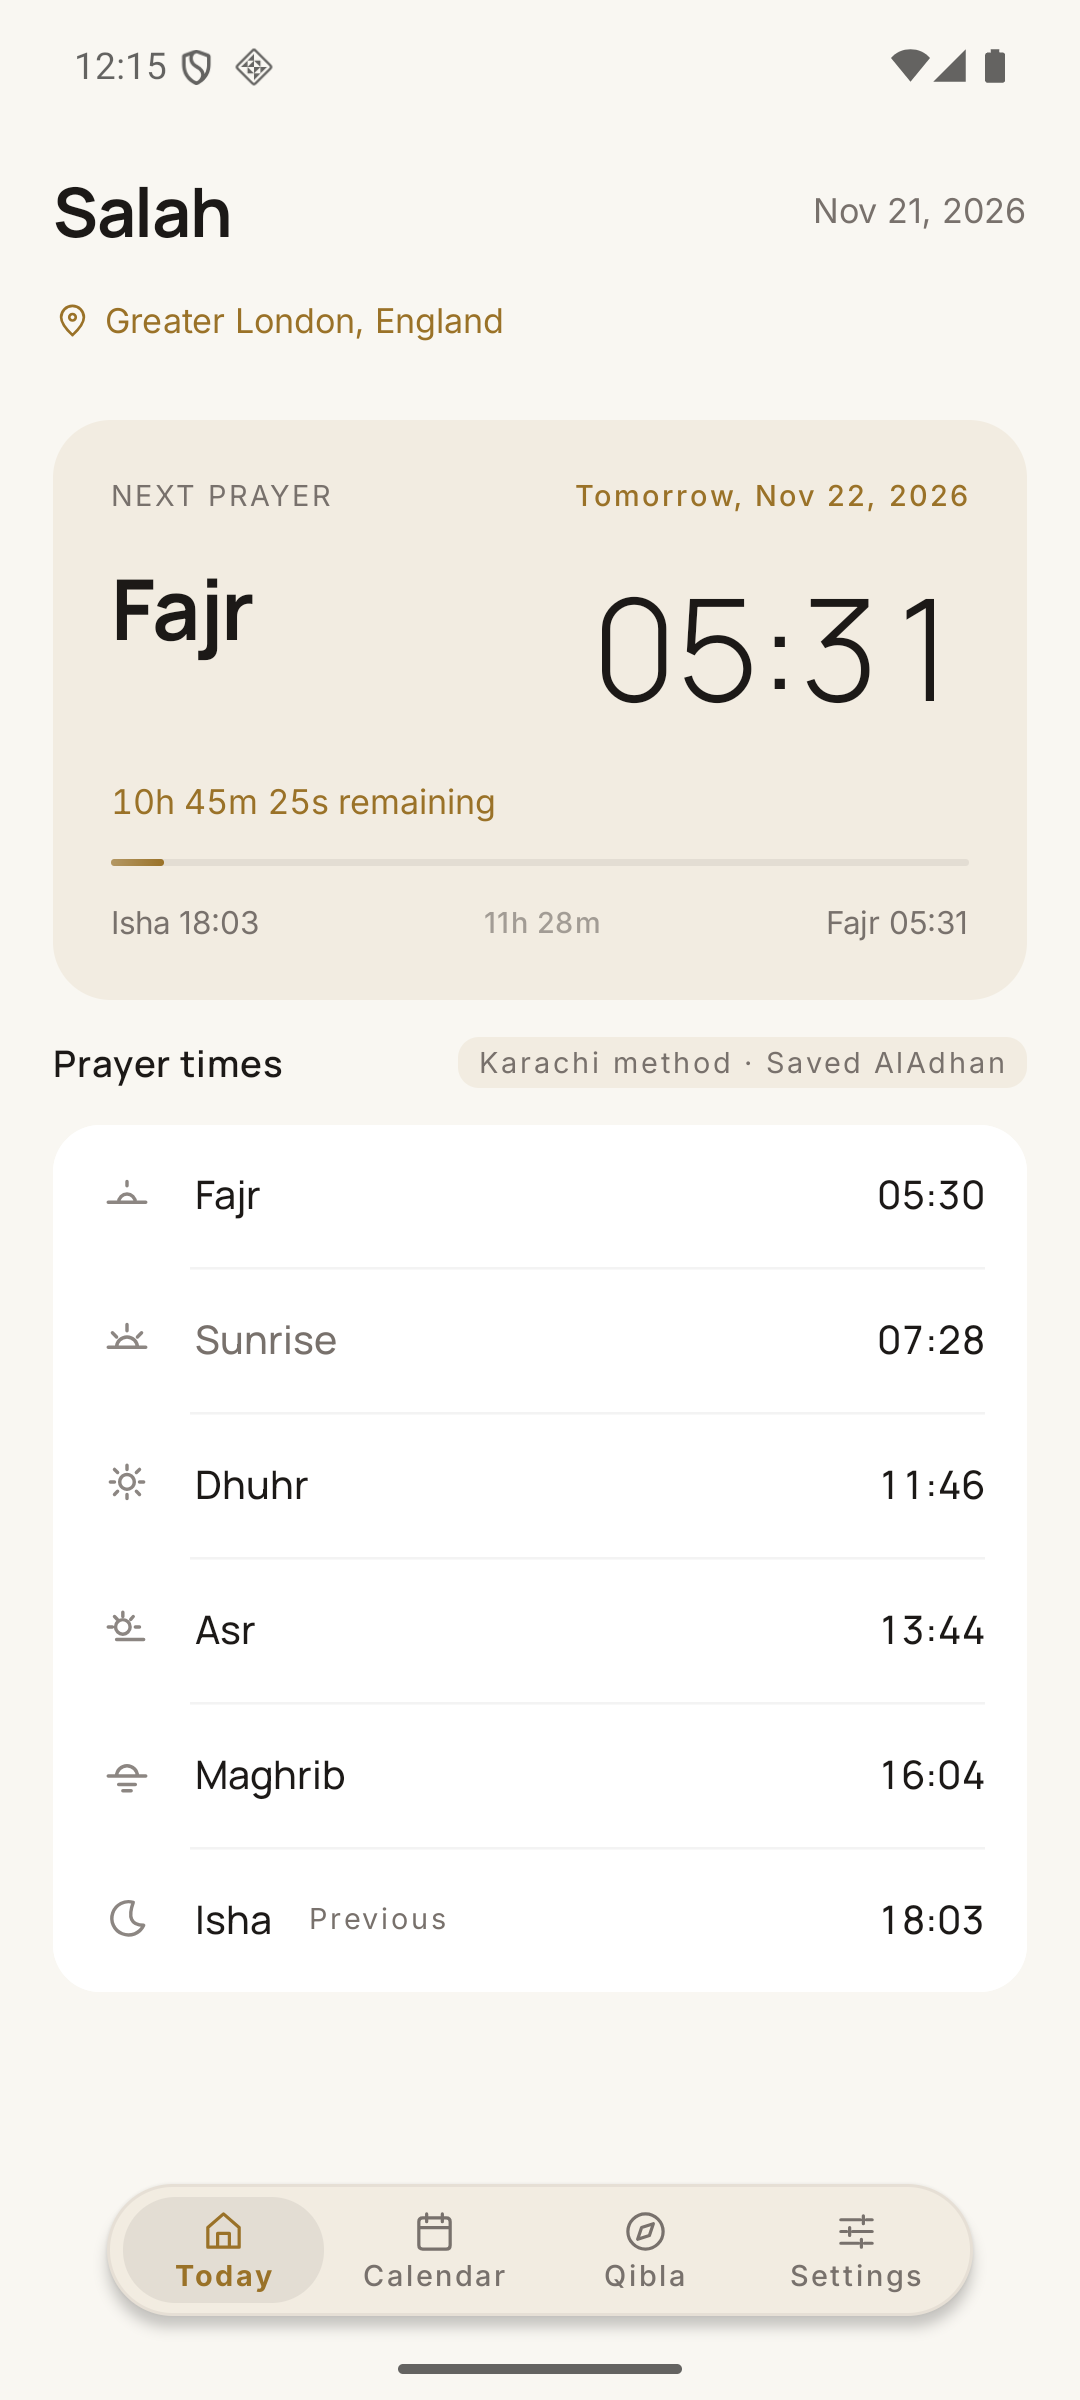 12:15
Salah
Nov 21, 2026
Greater London, England
NEXT PRAYER
Tomorrow, Nov 22, 2026
Fajr
05:31
10h 45m 25s remaining
Isha 18:03
11h 28m
Fajr 05:31
Prayer times
Karachi method · Saved AlAdhan
Fajr
05:30
Sunrise
07:28
Dhuhr
11:46
Asr
13:44
Maghrib
16:04
Isha Previous
18:03
Today
Calendar
Qibla
Settings